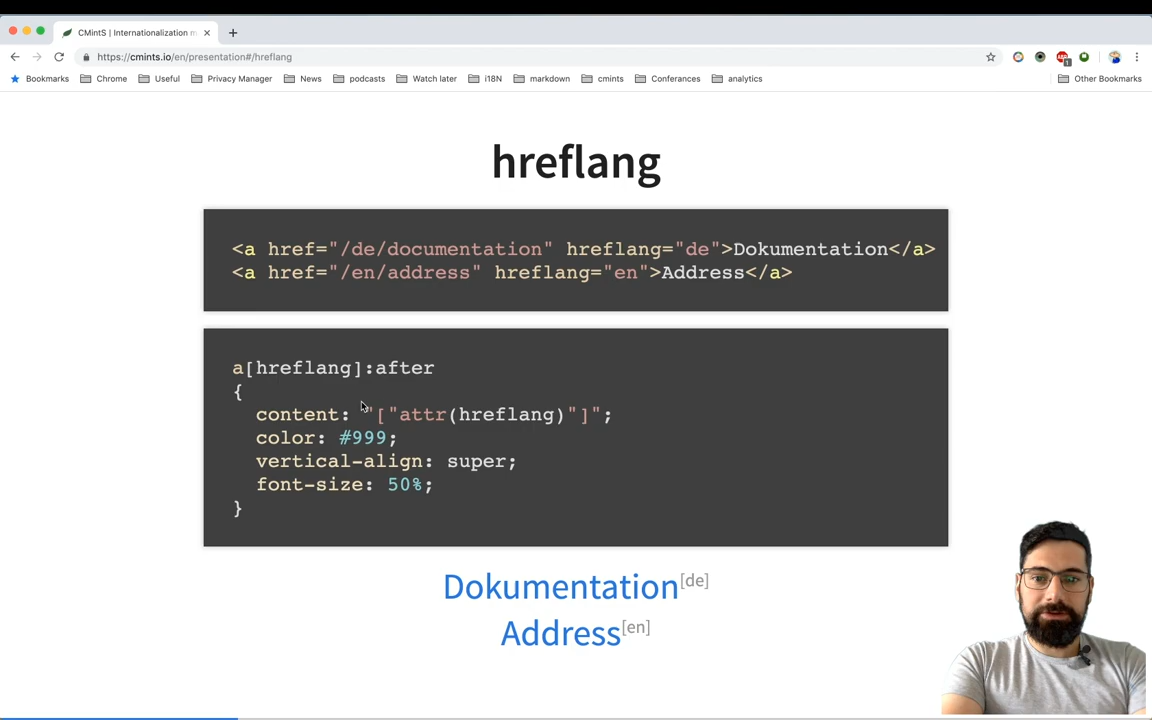 CMintS | Internationalization m
https://cmints.io/en/presentation#/hreflang
Bookmarks Chrome Useful Privacy Manager News podcasts Watch later i18N markdown cmints Conferances analytics Other Bookmarks
hreflang
<a href="/de/documentation" hreflang="de">Dokumentation</a>
<a href="/en/address" hreflang="en">Address</a>
a[hreflang]:after
{
content: "["attr(hreflang)"]";
color: #999;
vertical-align: super;
font-size: 50%;
}
Dokumentation[de]
Address[en]